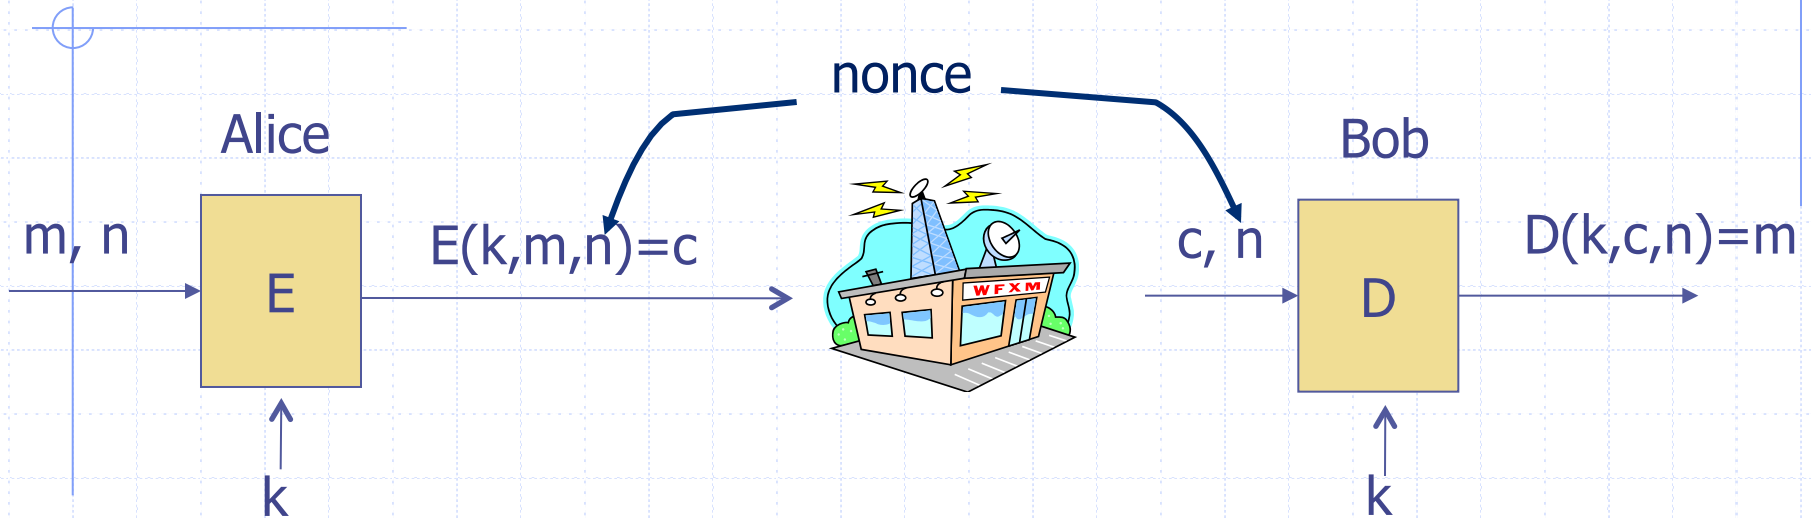 nonce
Alice
Bob
m, n
E
E(k,m,n)=c
WFXM
c, n
D
D(k,c,n)=m
k
k